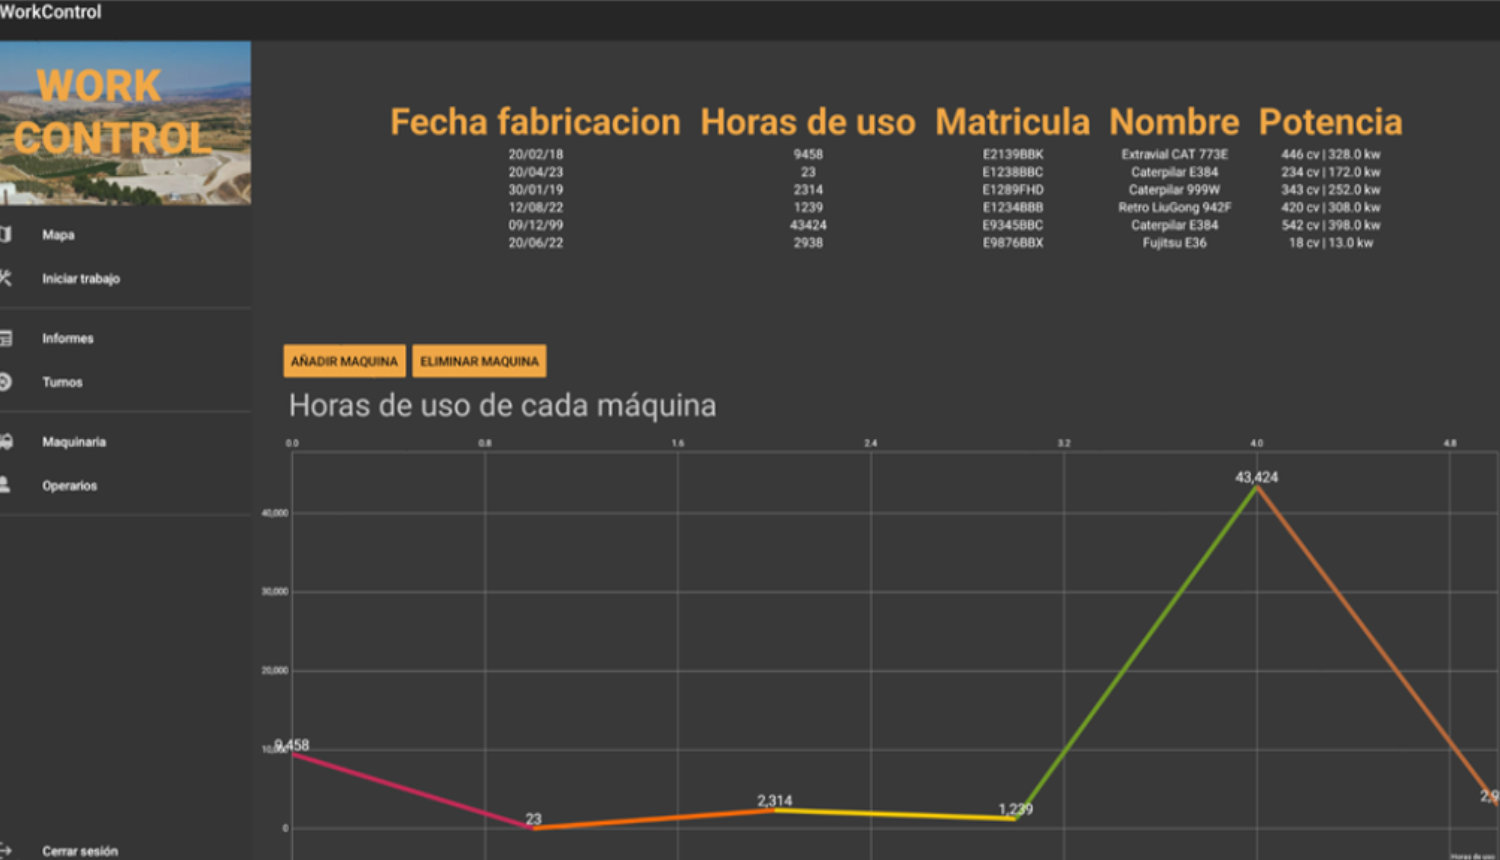 WorkControl
WORK
CONTROL
Mapa
Iniciar trabajo
Informes
Turnos
Maquinaria
Operarios
Cerrar sesión
Fecha fabricacion Horas de uso Matricula Nombre Potencia
20/02/18 9458 E2139BBK Extravial CAT 773E 446 cv | 328.0 kw
20/04/23 23 E1238BBC Caterpilar E384 234 cv | 172.0 kw
30/01/19 2314 E1289FHD Caterpilar 999W 343 cv | 252.0 kw
12/08/22 1239 E1234BBB Retro LiuGong 942F 420 cv | 308.0 kw
09/12/99 43424 E9345BBC Caterpilar E384 542 cv | 398.0 kw
20/06/22 2938 E9876BBX Fujitsu E36 18 cv | 13.0 kw
AÑADIR MAQUINA ELIMINAR MAQUINA
Horas de uso de cada máquina
0.0 0.8 1.6 2.4 3.2 4.0 4.8
43,424
40,000
30,000
20,000
10,000 9,458
2,314 1,239 2,9
23
0
Horas de uso